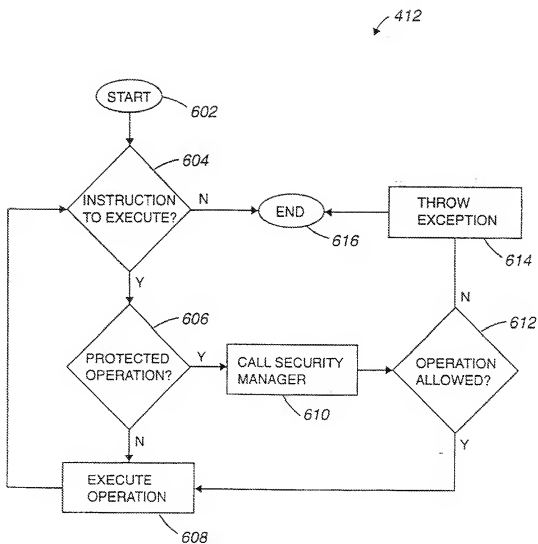 412
START
602
604
INSTRUCTION
TO EXECUTE?
N
END
616
THROW
EXCEPTION
614
Y
606
PROTECTED
OPERATION?
Y
CALL SECURITY
MANAGER
610
N
612
OPERATION
ALLOWED?
N
Y
EXECUTE
OPERATION
608